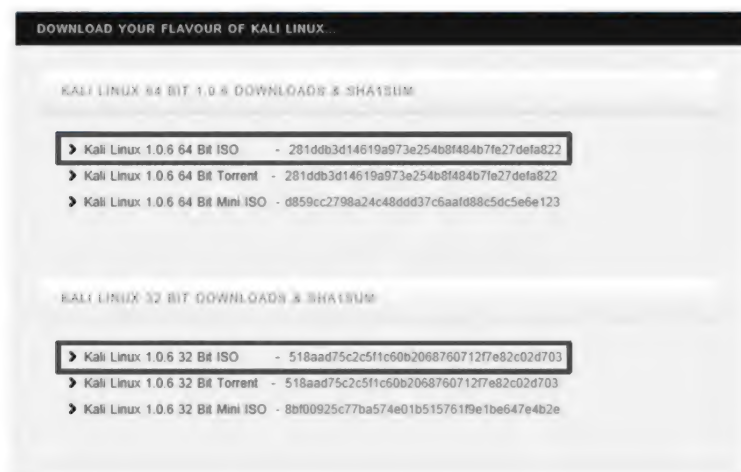 DOWNLOAD YOUR FLAVOUR OF KALI LINUX...
KALI LINUX 64 BIT 1.0.6 DOWNLOADS & SHA1SUM
Kali Linux 1.0.6 64 Bit ISO - 281ddb3d14619a973e254b8f484b7fe27defa822
Kali Linux 1.0.6 64 Bit Torrent - 281ddb3d14619a973e254b8f484b7fe27defa822
Kali Linux 1.0.6 64 Bit Mini ISO - d859cc2798a24c48ddd37c6aafd88c5dc5e6e123
KALI LINUX 32 BIT DOWNLOADS & SHA1SUM
Kali Linux 1.0.6 32 Bit ISO - 518aad75c2c5f1c60b2068760712f7e82c02d703
Kali Linux 1.0.6 32 Bit Torrent - 518aad75c2c5f1c60b2068760712f7e82c02d703
Kali Linux 1.0.6 32 Bit Mini ISO - 8bf00925c77ba574e01b515761f9e1be647e4b2e